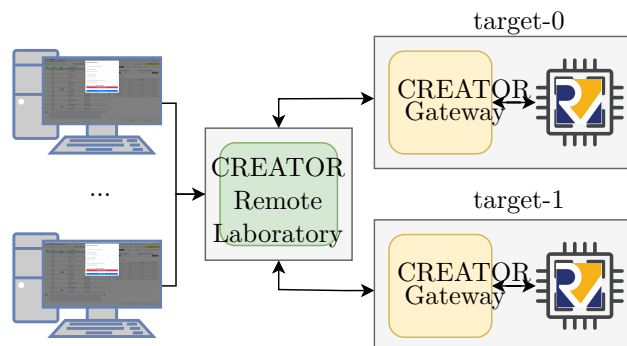 target-0
CREATOR
Gateway
...
CREATOR
Remote
Laboratory
target-1
CREATOR
Gateway